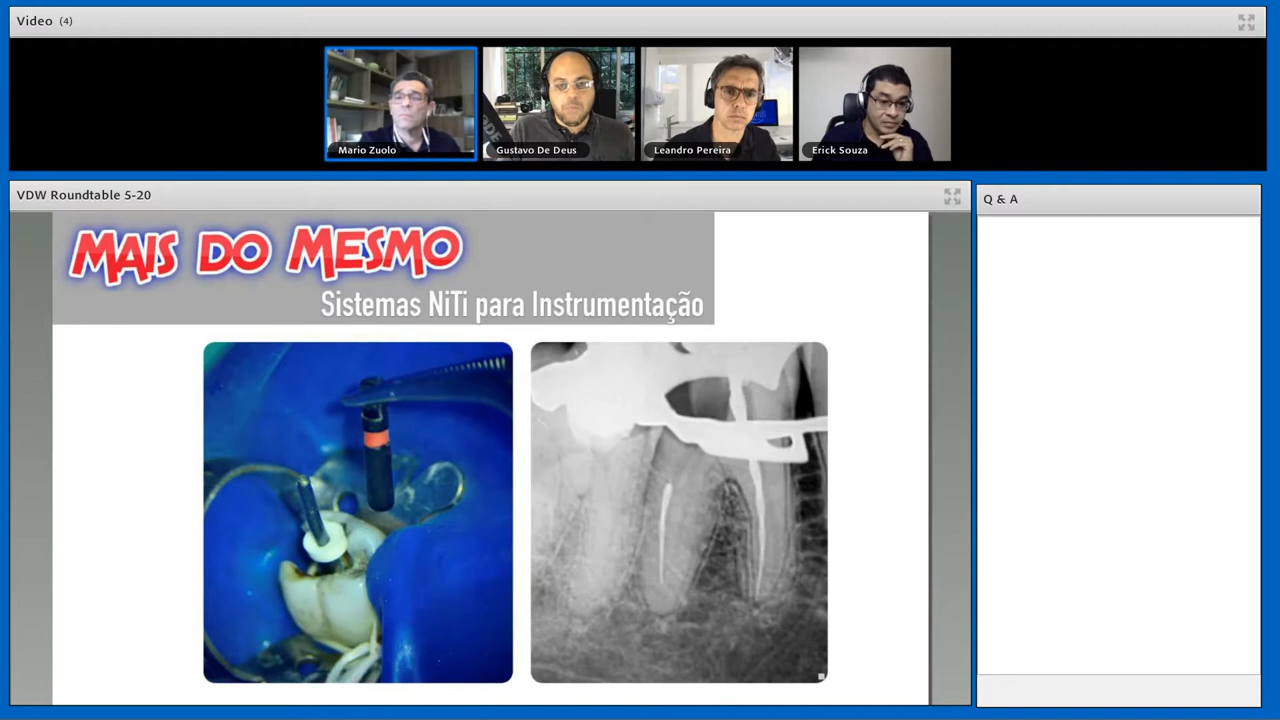 Video (4)
Mario Zuolo
Gustavo De Deus
Leandro Pereira
Erick Souza
VDW Roundtable 5-20
Q & A
MAIS DO MESMO
Sistemas NiTi para Instrumentação